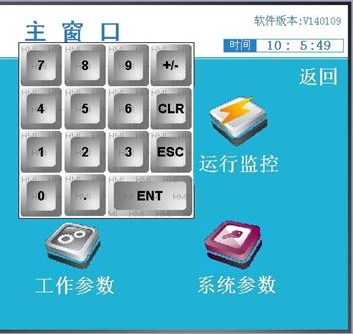 主 窗 口
软件版本:V140109
时间 10: 5:49
返回
7 8 9 +/-
4 5 6 CLR
1 2 3 ESC
0 . ENT
运行监控
工作参数 系统参数